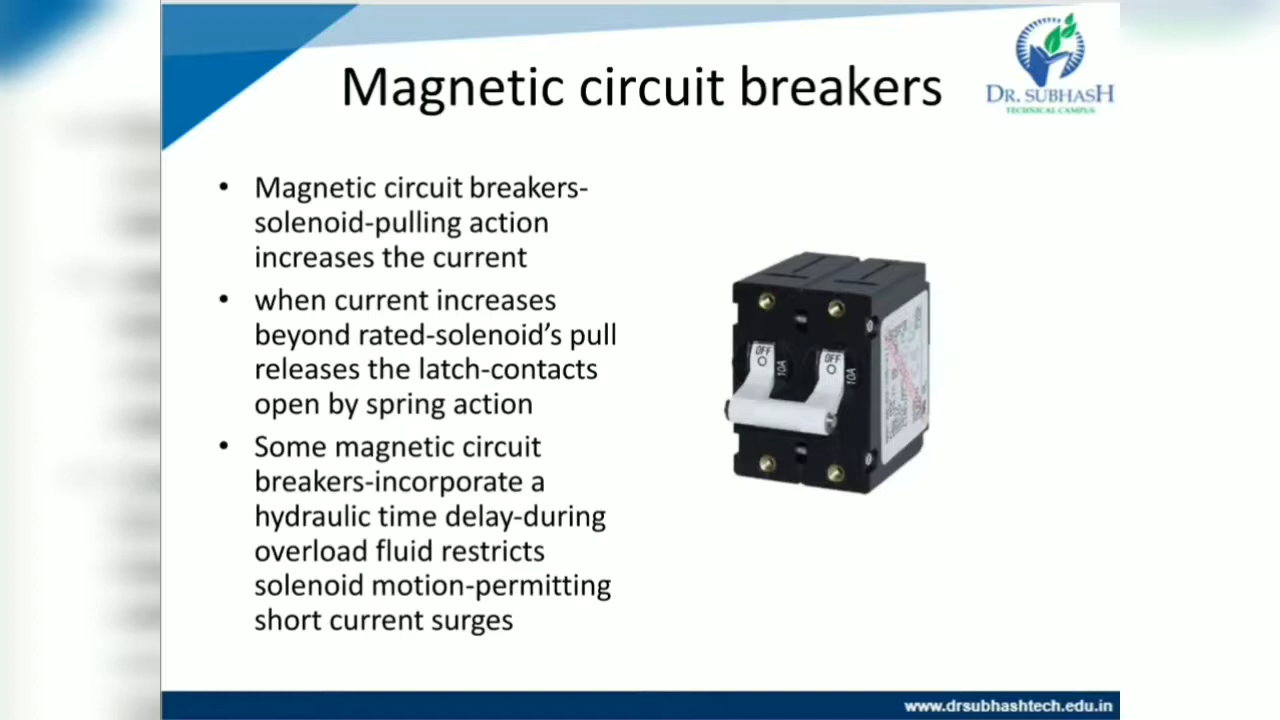 Magnetic circuit breakers
DR. SUBHASH
TECHNICAL CAMPUS
• Magnetic circuit breakers-
solenoid-pulling action
increases the current
• when current increases
beyond rated-solenoid’s pull
releases the latch-contacts
open by spring action
• Some magnetic circuit
breakers-incorporate a
hydraulic time delay-during
overload fluid restricts
solenoid motion-permitting
short current surges
OFF
10A
OFF
10A
www.drsubhashtech.edu.in